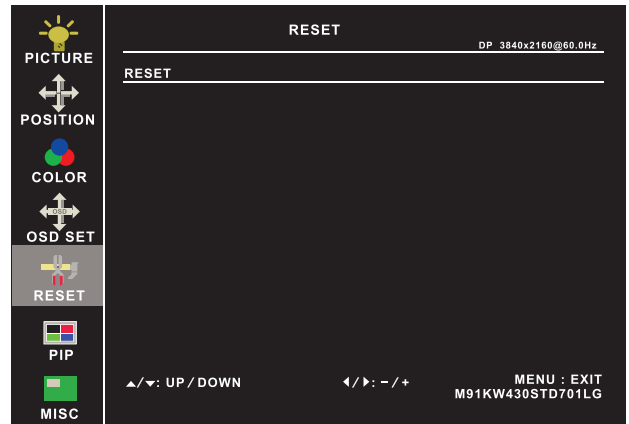 PICTURE
POSITION
COLOR
OSD
OSD SET
RESET
PIP
MISC
RESET
DP 3840x2160@60.0Hz
RESET
▲/▼: UP/DOWN
◀/▶: -/+
MENU : EXIT
M91KW430STD701LG